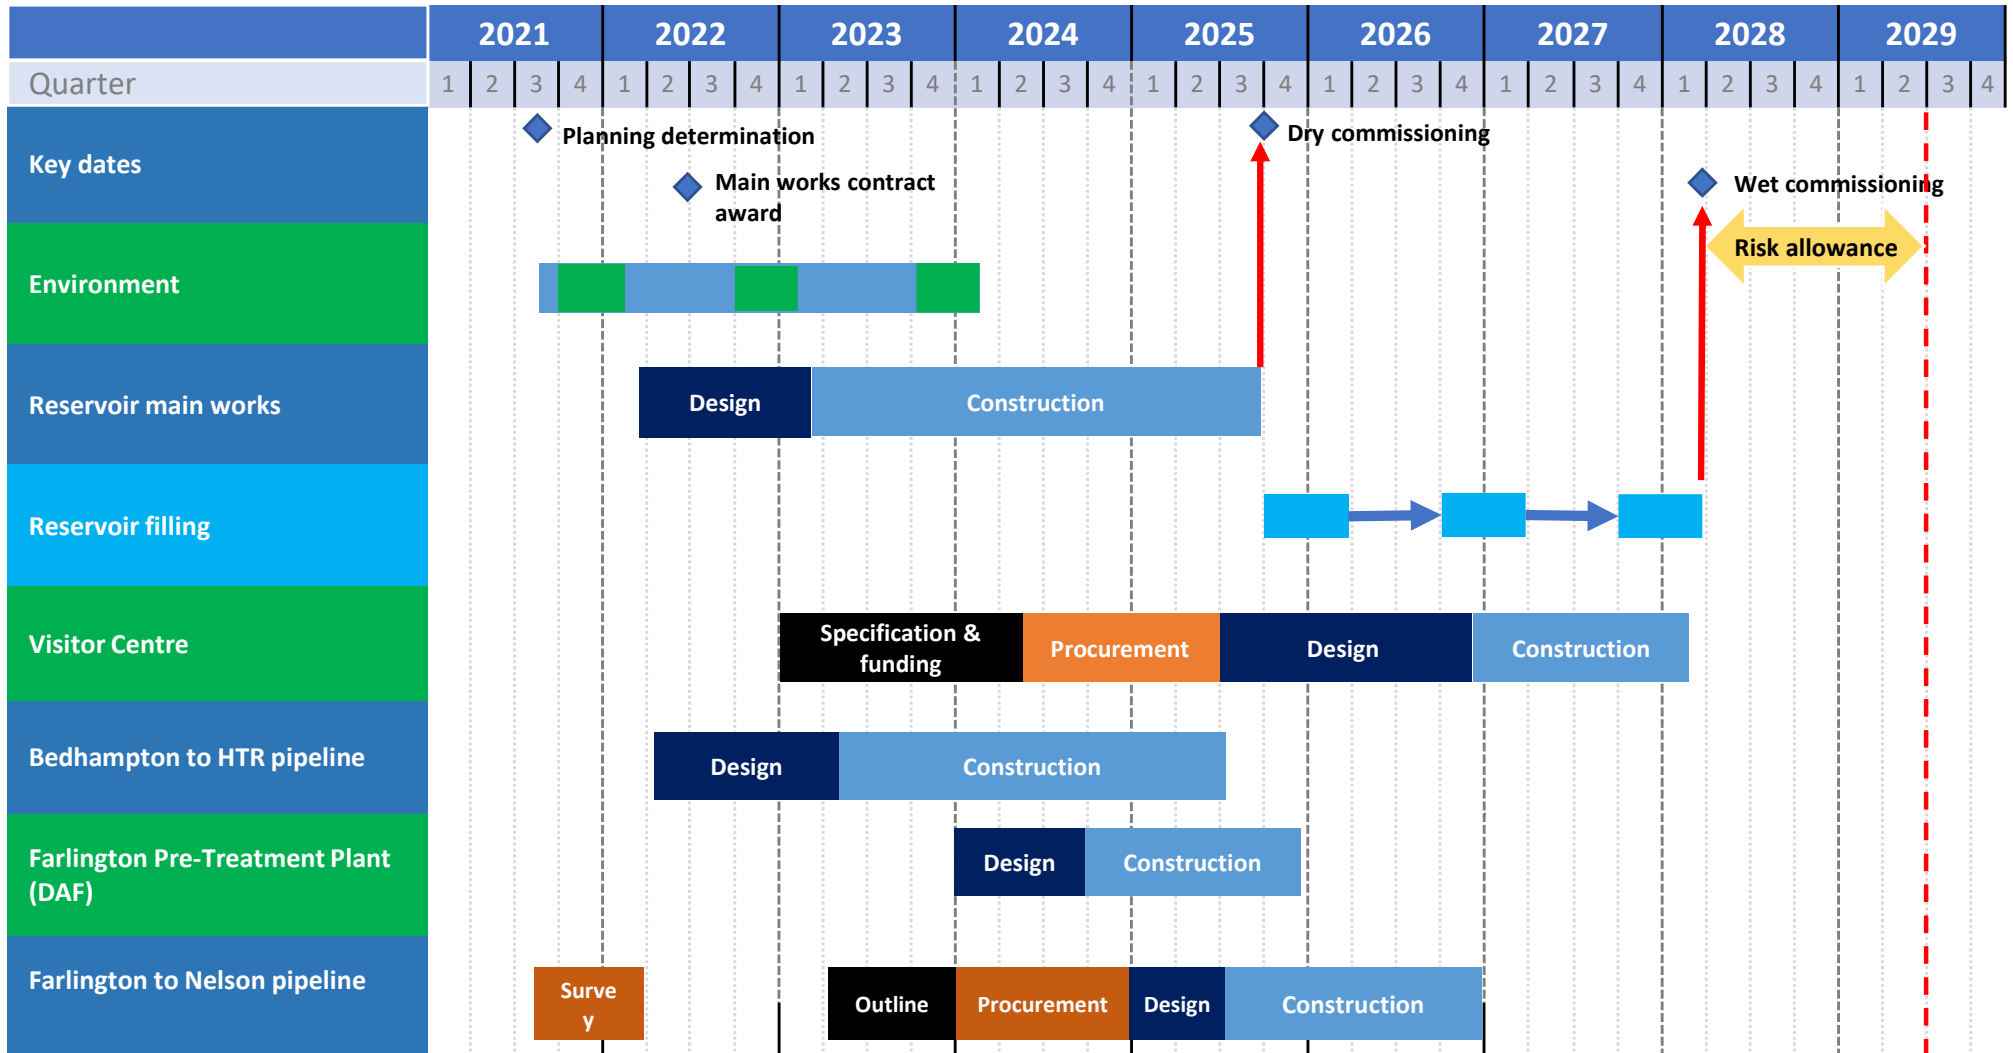 2021 2022 2023 2024 2025 2026 2027 2028 2029
Quarter 1 2 3 4 1 2 3 4 1 2 3 4 1 2 3 4 1 2 3 4 1 2 3 4 1 2 3 4 1 2 3 4 1 2 3 4
Key dates
Planning determination
Dry commissioning
Main works contract
award
Wet commissioning
Risk allowance
Environment
Reservoir main works
Design
Construction
Reservoir filling
Visitor Centre
Specification &
funding
Procurement
Design
Construction
Bedhampton to HTR pipeline
Design
Construction
Farlington Pre-Treatment Plant
(DAF)
Design
Construction
Farlington to Nelson pipeline
Surve
y
Outline
Procurement
Design
Construction